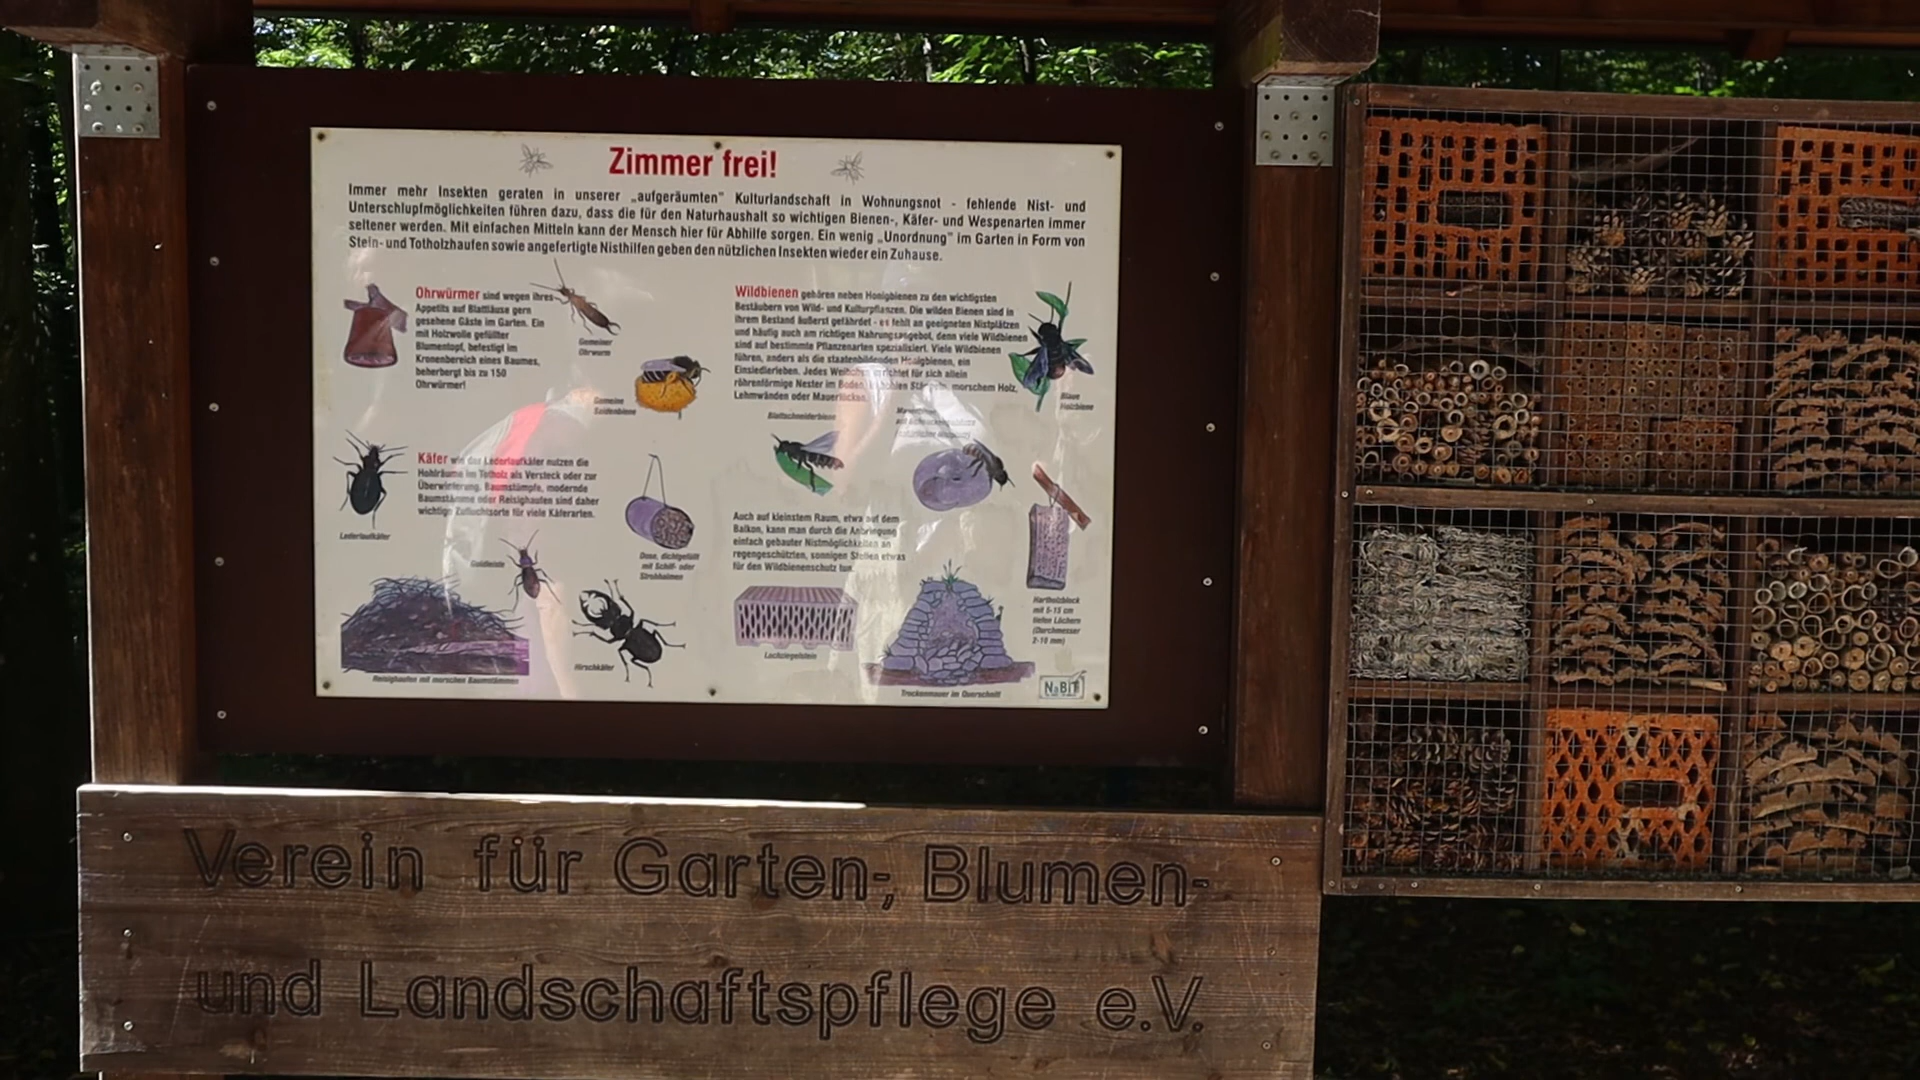 Zimmer frei!
Immer mehr Insekten geraten in unserer „aufgeräumten" Kulturlandschaft in Wohnungsnot - fehlende Nist- und
Unterschlupfmöglichkeiten führen dazu, dass die für den Naturhaushalt so wichtigen Bienen-, Käfer- und Wespenarten immer
seltener werden. Mit einfachen Mitteln kann der Mensch hier für Abhilfe sorgen. Ein wenig „Unordnung" im Garten in Form von
Stein- und Totholzhaufen sowie angefertigte Nisthilfen geben den nützlichen Insekten wieder ein Zuhause.
Ohrwürmer sind wegen ihres
Appetits auf Blattläuse gern
gesehene Gäste im Garten. Ein
mit Holzwolle gefüllter
Blumentopf, befestigt im
Kronenbereich eines Baumes,
beherbergt bis zu 150
Ohrwürmer!
Gemeiner
Ohrwurm
Gemeine
Seidenbiene
Käfer wie der Lederlaufkäfer nutzen die
Hohlräume im Totholz als Versteck oder zur
Überwinterung. Baumstümpfe, modernde
Baumstämme oder Reisighaufen sind daher
wichtige Zufluchtsorte für viele Käferarten.
Lederlaufkäfer
Goldleiste
Dose, dichtgefüllt
mit Schilf- oder
Strohhalmen
Hirschkäfer
Reisighaufen mit morschen Baumstämmen
Wildbienen gehören neben Honigbienen zu den wichtigsten
Bestäubern von Wild- und Kulturpflanzen. Die wilden Bienen sind in
ihrem Bestand äußerst gefährdet - es fehlt an geeigneten Nistplätzen
und häufig auch am richtigen Nahrungsangebot, denn viele Wildbienen
sind auf bestimmte Pflanzenarten spezialisiert. Viele Wildbienen
führen, anders als die staatenbildenden Honigbienen, ein
Einsiedlerleben. Jedes Weibchen errichtet für sich allein
röhrenförmige Nester im Boden, in hohlen Stängeln, morschem Holz,
Lehmwänden oder Mauerlücken.
Blaue
Holzbiene
Blattschneiderbiene
Auch auf kleinstem Raum, etwa auf dem
Balkon, kann man durch die Anbringung
einfach gebauter Nistmöglichkeiten an
regengeschützten, sonnigen Stellen etwas
für den Wildbienenschutz tun.
Hartholzblock
mit 5-15 cm
tiefen Löchern
(Durchmesser
2-10 mm)
Lochziegelstein
Trockenmauer im Querschnitt
NABIT
Verein für Garten-, Blumen-
und Landschaftspflege e.V.